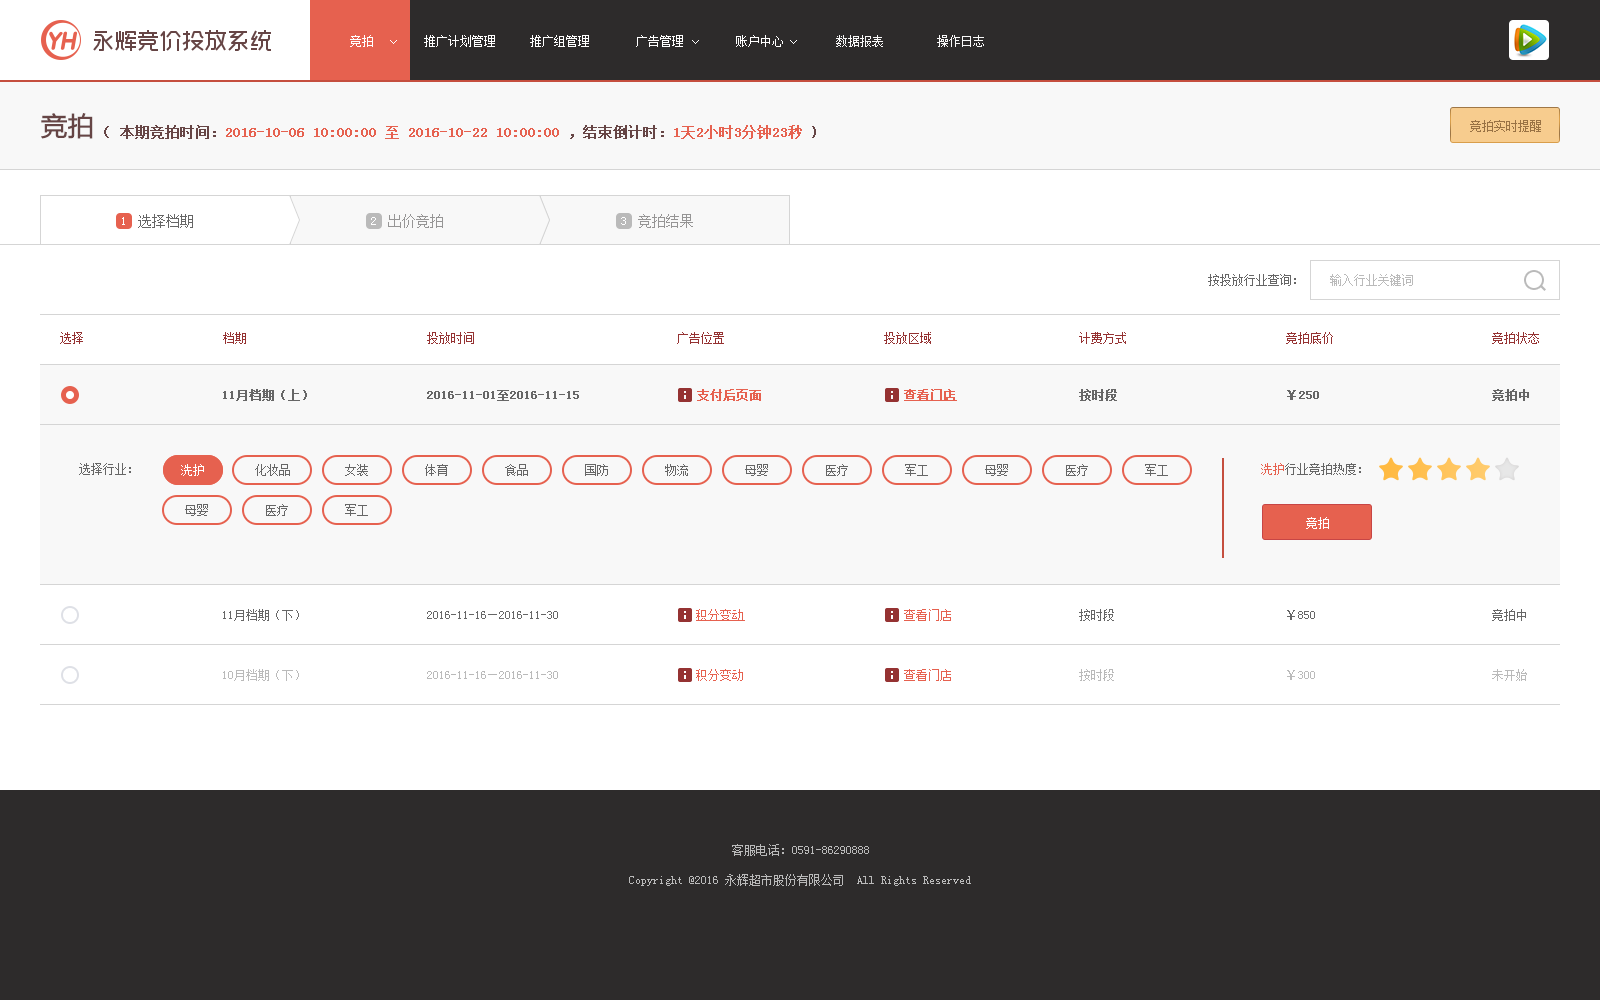 YH 永辉竞价投放系统 竞拍 推广计划管理 推广组管理 广告管理 账户中心 数据报表 操作日志
竞拍 ( 本期竞拍时间：2016-10-06 10:00:00 至 2016-10-22 10:00:00 ，结束倒计时：1天2小时3分钟23秒 ) 竞拍实时提醒
1 选择档期 2 出价竞拍 3 竞拍结果
按投放行业查询： 输入行业关键词
选择 档期 投放时间 广告位置 投放区域 计费方式 竞拍底价 竞拍状态
11月档期（上） 2016-11-01至2016-11-15 支付后页面 查看门店 按时段 ￥250 竞拍中
选择行业： 洗护 化妆品 女装 体育 食品 国防 物流 母婴 医疗 军工 母婴 医疗 军工 洗护行业竞拍热度：
母婴 医疗 军工 竞拍
11月档期（下） 2016-11-16—2016-11-30 积分变动 查看门店 按时段 ￥850 竞拍中
10月档期（下） 2016-11-16—2016-11-30 积分变动 查看门店 按时段 ￥300 未开始
客服电话：0591-86290888
Copyright @2016 永辉超市股份有限公司 All Rights Reserved